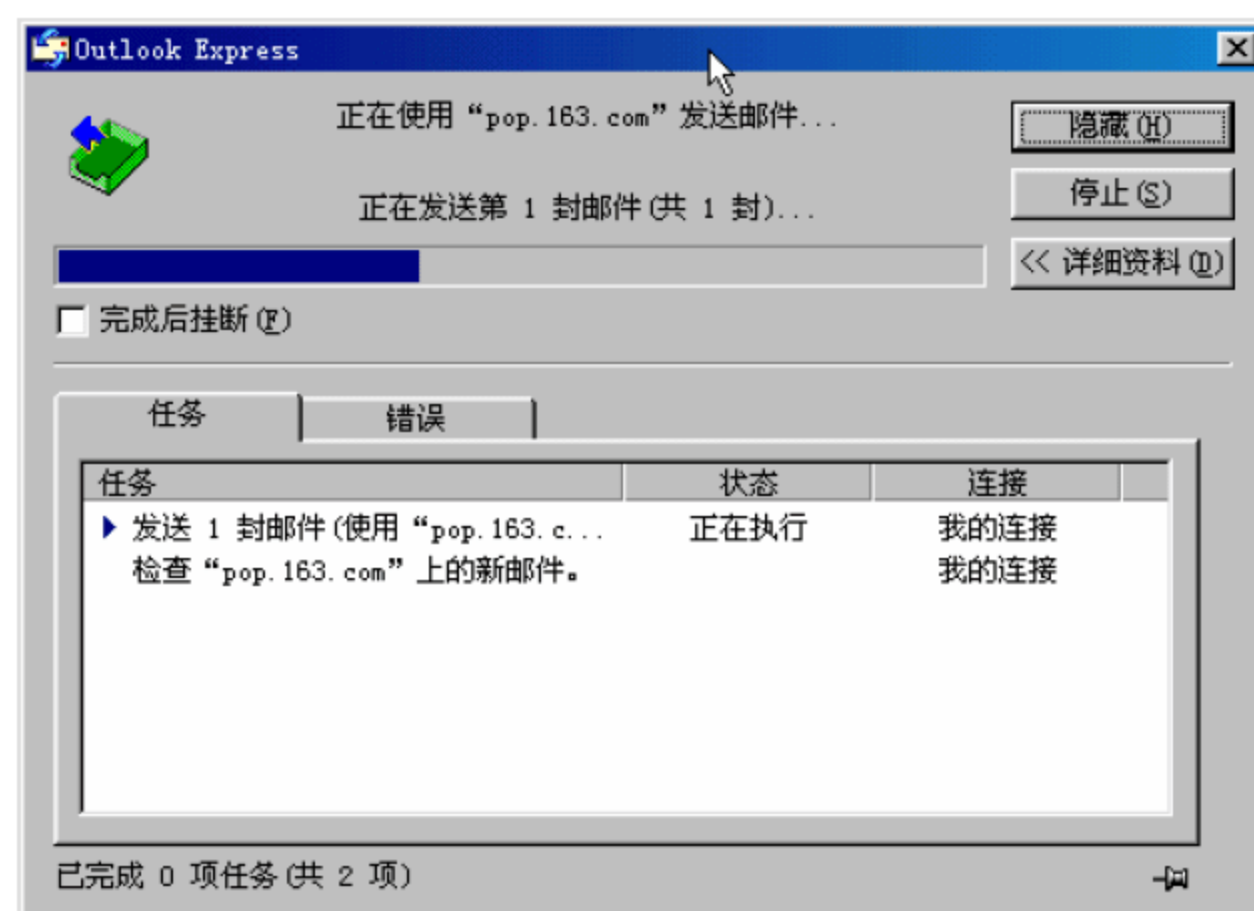 Outlook Express
正在使用 “pop.163.com” 发送邮件...
隐藏(H)
正在发送第 1 封邮件(共 1 封)...
停止(S)
<< 详细资料(D)
完成后挂断(F)
任务 错误
任务 状态 连接
发送 1 封邮件(使用 “pop.163.c... 正在执行 我的连接
检查 “pop.163.com” 上的新邮件。 我的连接
已完成 0 项任务(共 2 项)